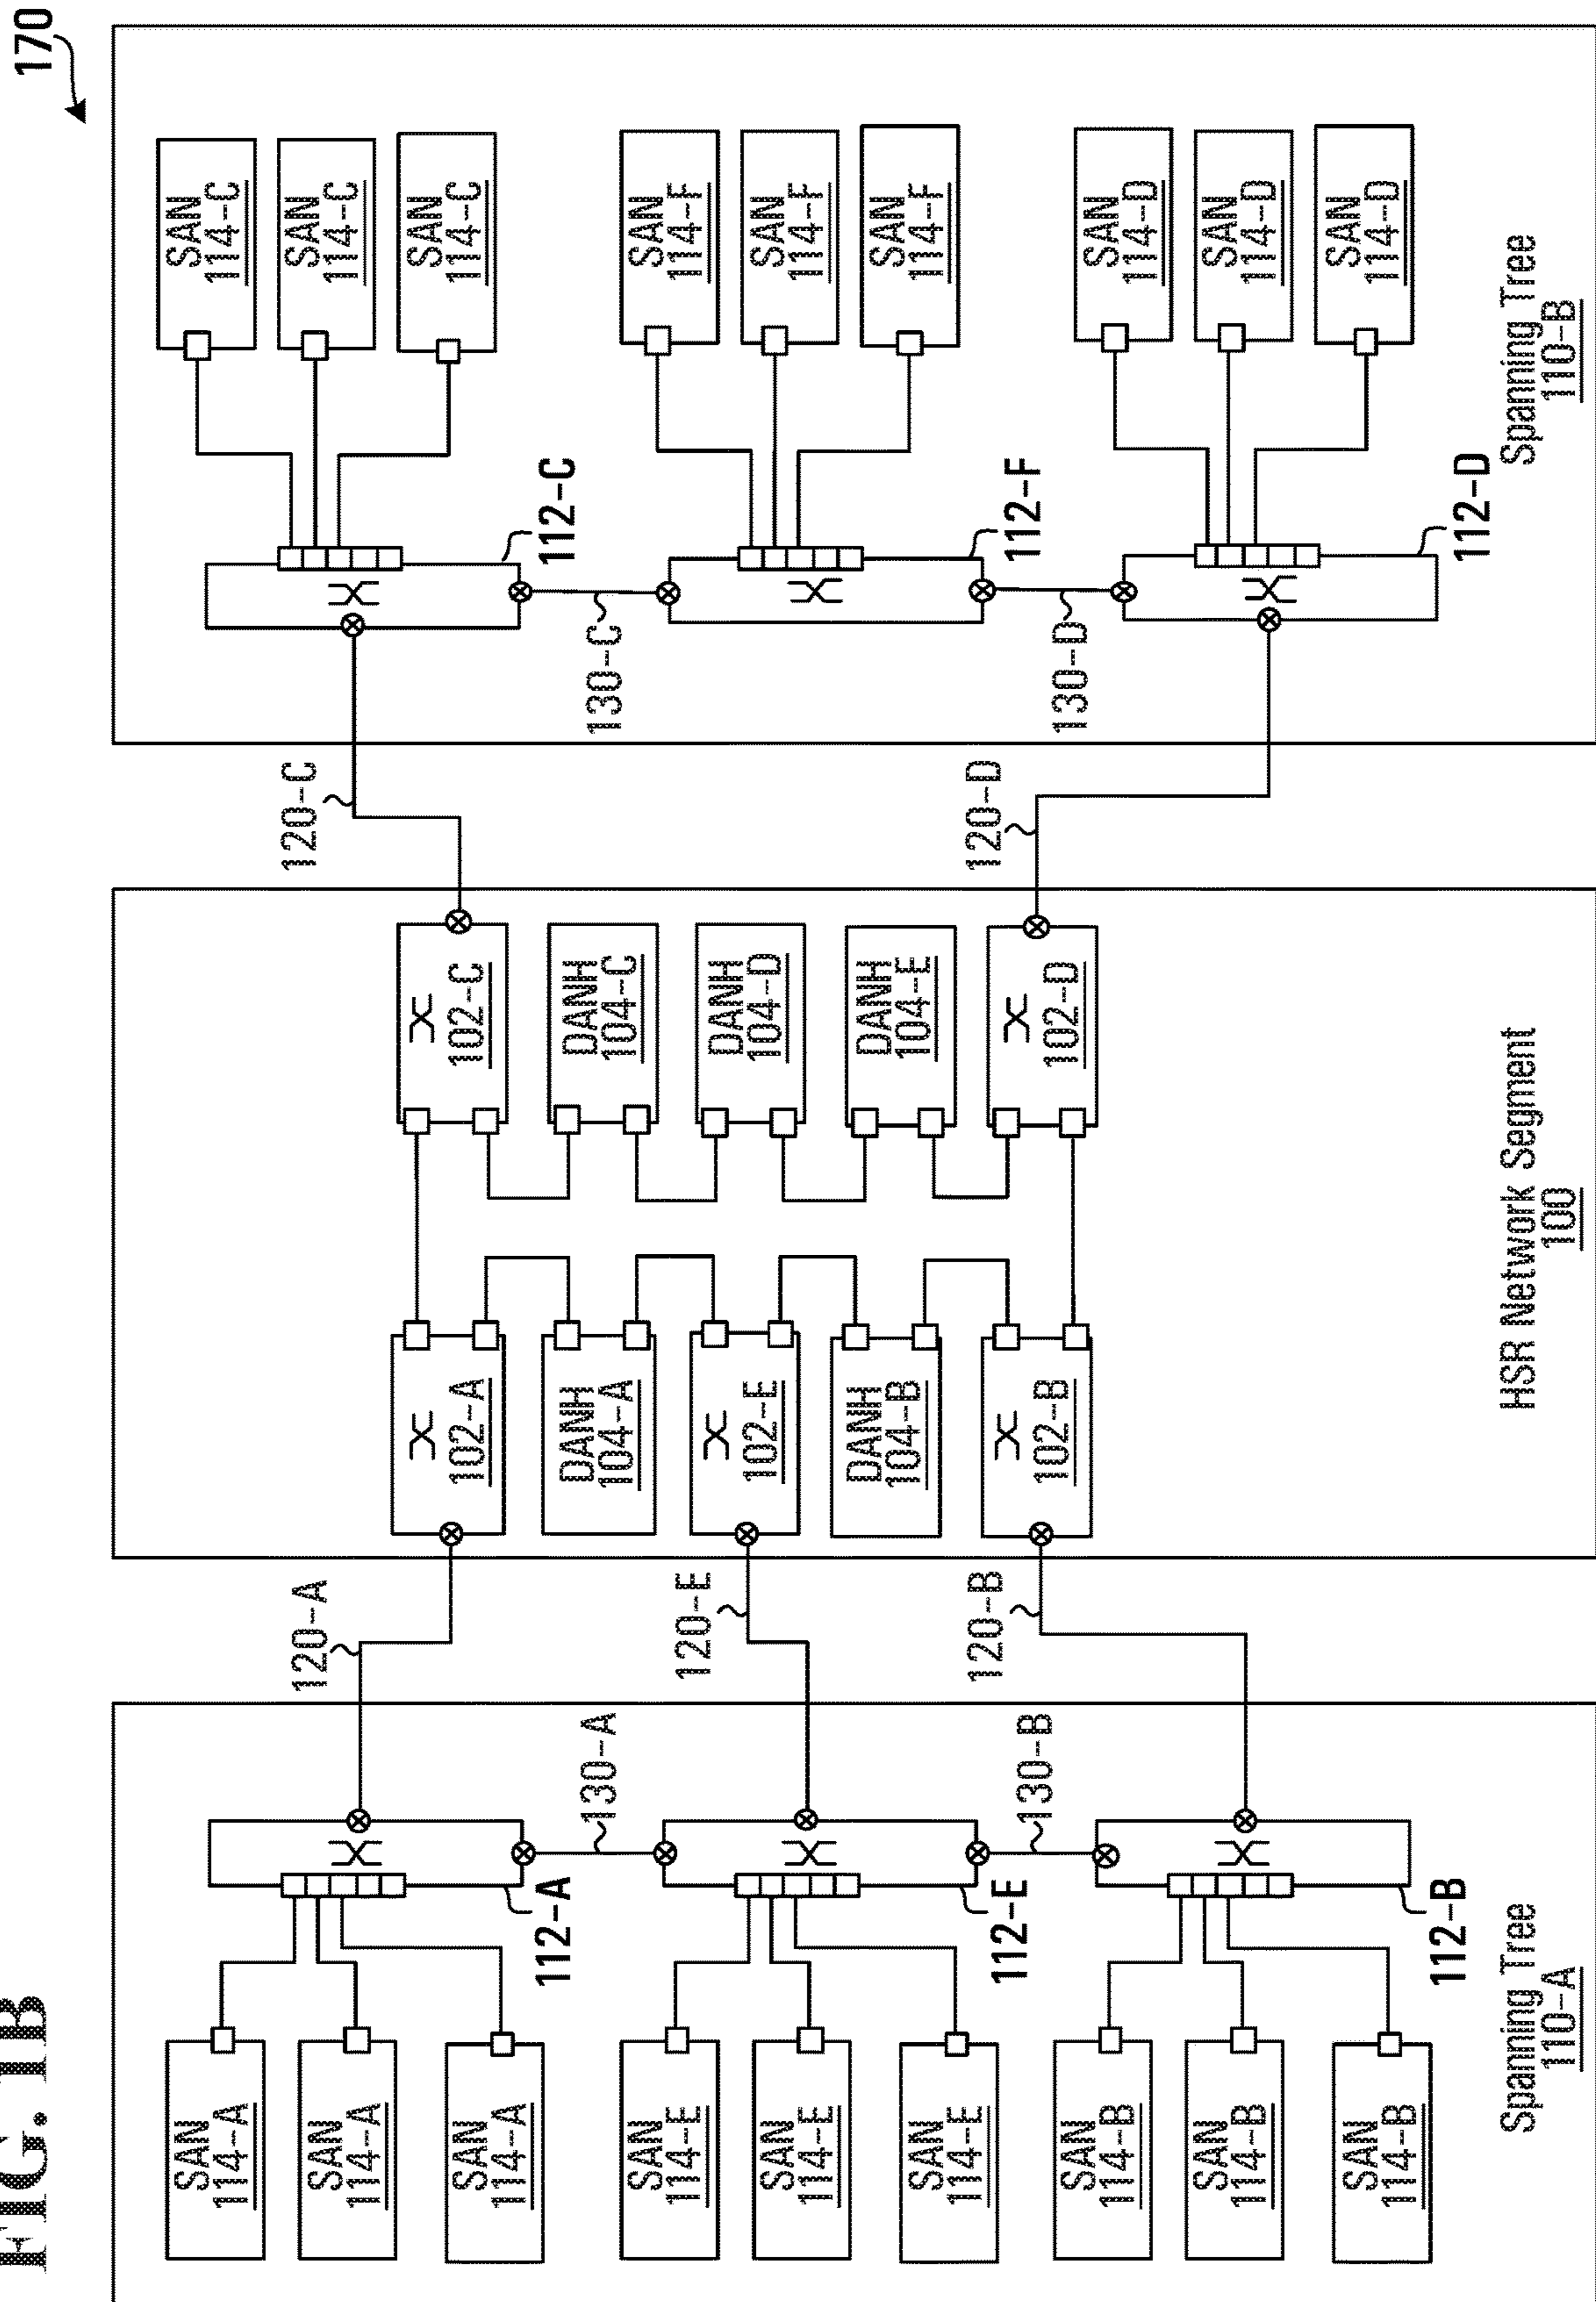 FIG. 1B
170
SAN
114-A
SAN
114-A
SAN
114-A
112-A
130-A
SAN
114-E
SAN
114-E
SAN
114-E
112-E
130-B
SAN
114-B
SAN
114-B
SAN
114-B
112-B
Spanning Tree
110-A
120-A
120-E
120-B
102-A
DANH
104-A
102-E
DANH
104-B
102-B
102-C
DANH
104-C
DANH
104-D
DANH
104-E
102-D
HSR Network Segment
100
120-C
120-D
112-C
130-C
112-F
130-D
112-D
SAN
114-C
SAN
114-C
SAN
114-C
SAN
114-F
SAN
114-F
SAN
114-F
SAN
114-D
SAN
114-D
SAN
114-D
Spanning Tree
110-B